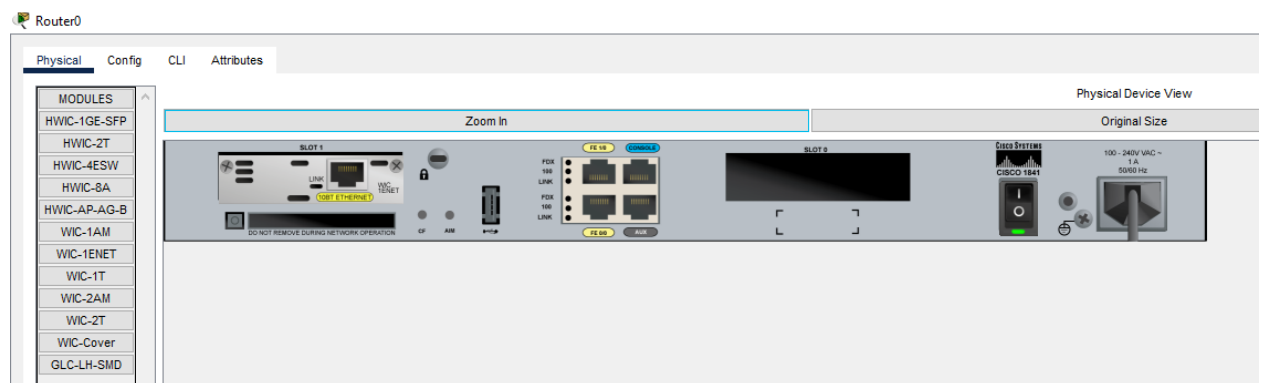 Router0
Physical Config CLI Attributes
MODULES
HWIC-1GE-SFP
HWIC-2T
HWIC-4ESW
HWIC-8A
HWIC-AP-AG-B
WIC-1AM
WIC-1ENET
WIC-1T
WIC-2AM
WIC-2T
WIC-Cover
GLC-LH-SMD
Physical Device View
Zoom In Original Size
SLOT 1
LINK
10BT ETHERNET
WIC
1ENET
DO NOT REMOVE DURING NETWORK OPERATION
CF AIM
FDX
100
LINK
FDX
100
LINK
CONSOLE
FE 0/0 AUX
SLOT 0
CISCO SYSTEMS
CISCO 1841
100 - 240V VAC ~
1 A
50/60 Hz